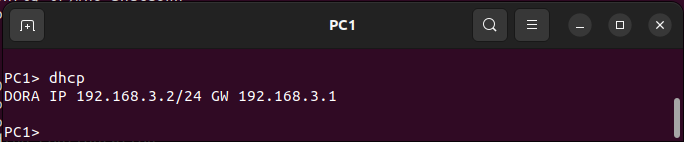 PC1
PC1> dhcp
DORA IP 192.168.3.2/24 GW 192.168.3.1
PC1>